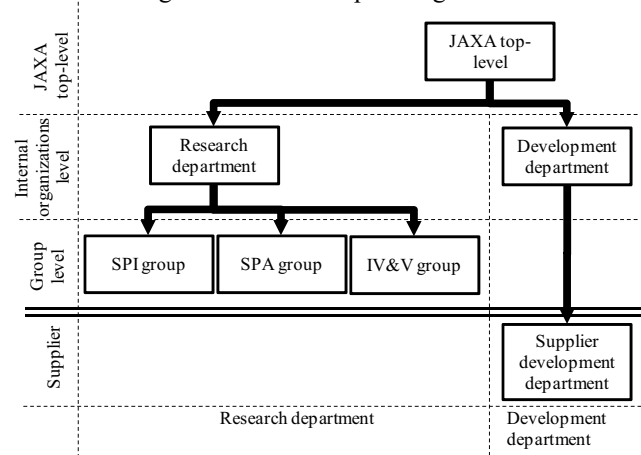 JAXA top-
level
JAXA
top-level
Research
department
Development
department
Internal
organizations
level
SPI group
SPA group
IV&V group
Group
level
Supplier
development
department
Supplier
Research department
Development
department